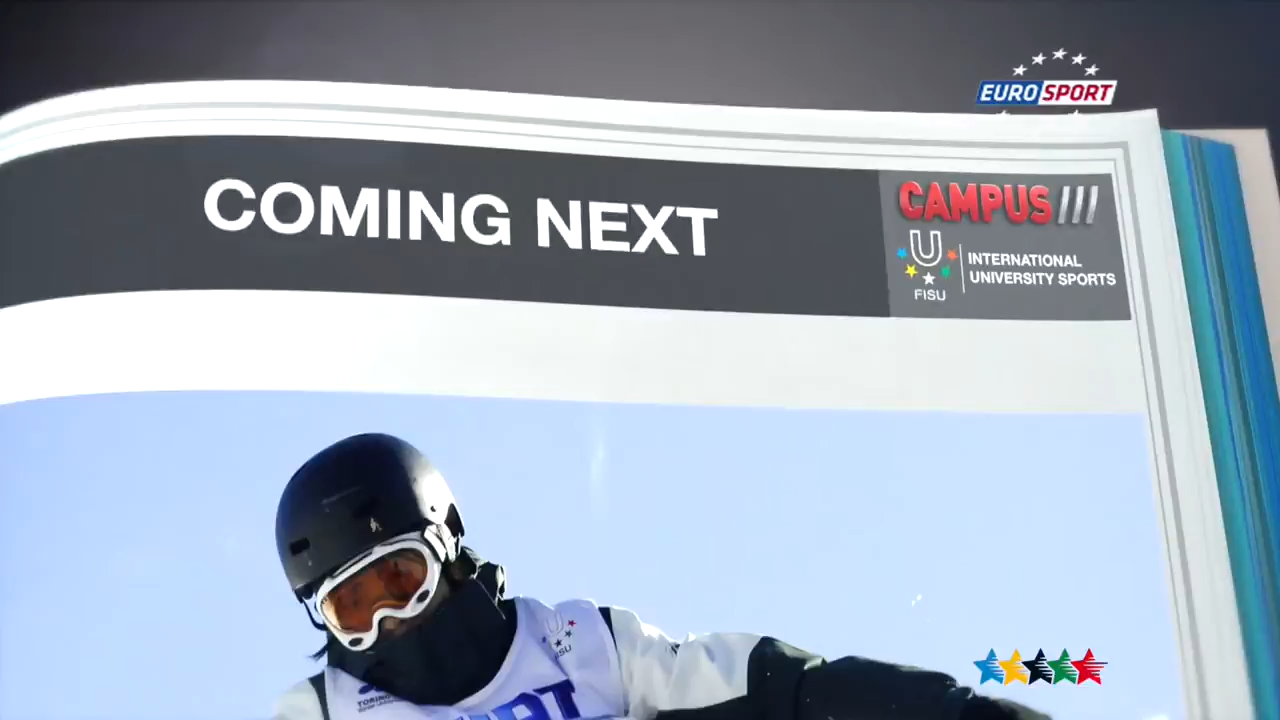 EUROSPORT
COMING NEXT
CAMPUS
U
INTERNATIONAL
UNIVERSITY SPORTS
FISU